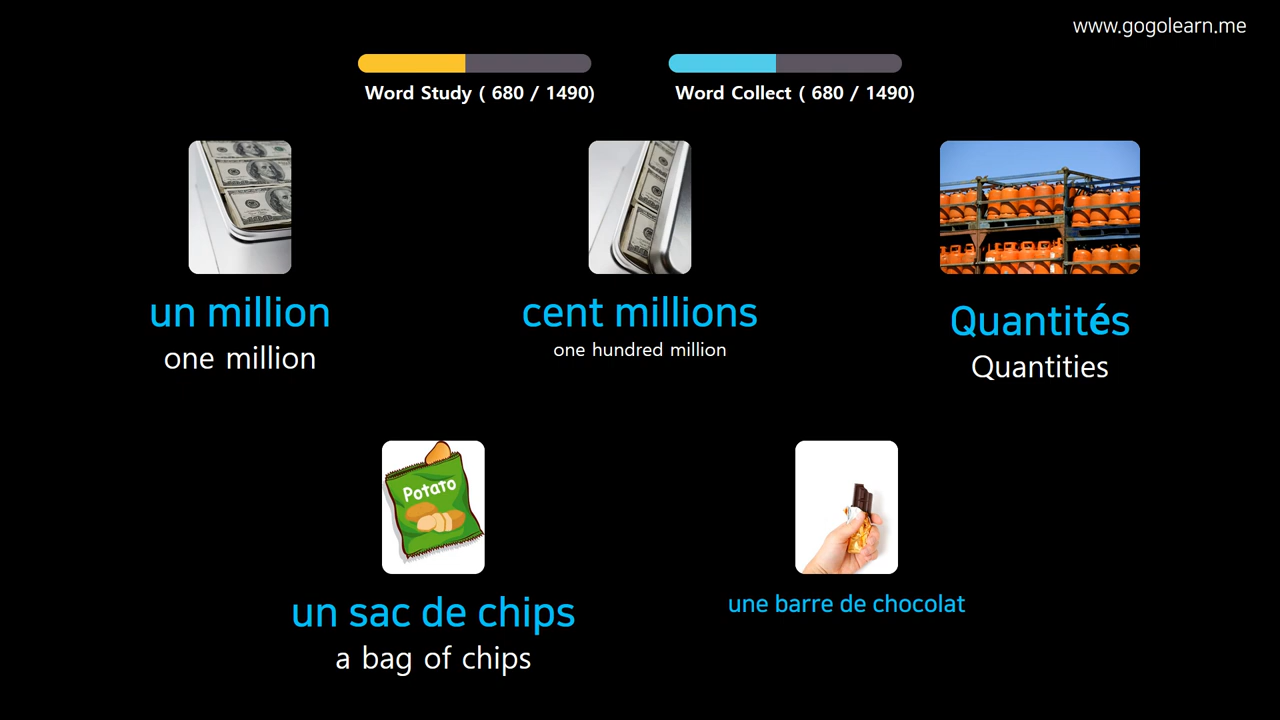 www.gogolearn.me
Word Study ( 680 / 1490)
Word Collect ( 680 / 1490)
un million
one million
cent millions
one hundred million
Quantités
Quantities
Potato
un sac de chips
a bag of chips
une barre de chocolat